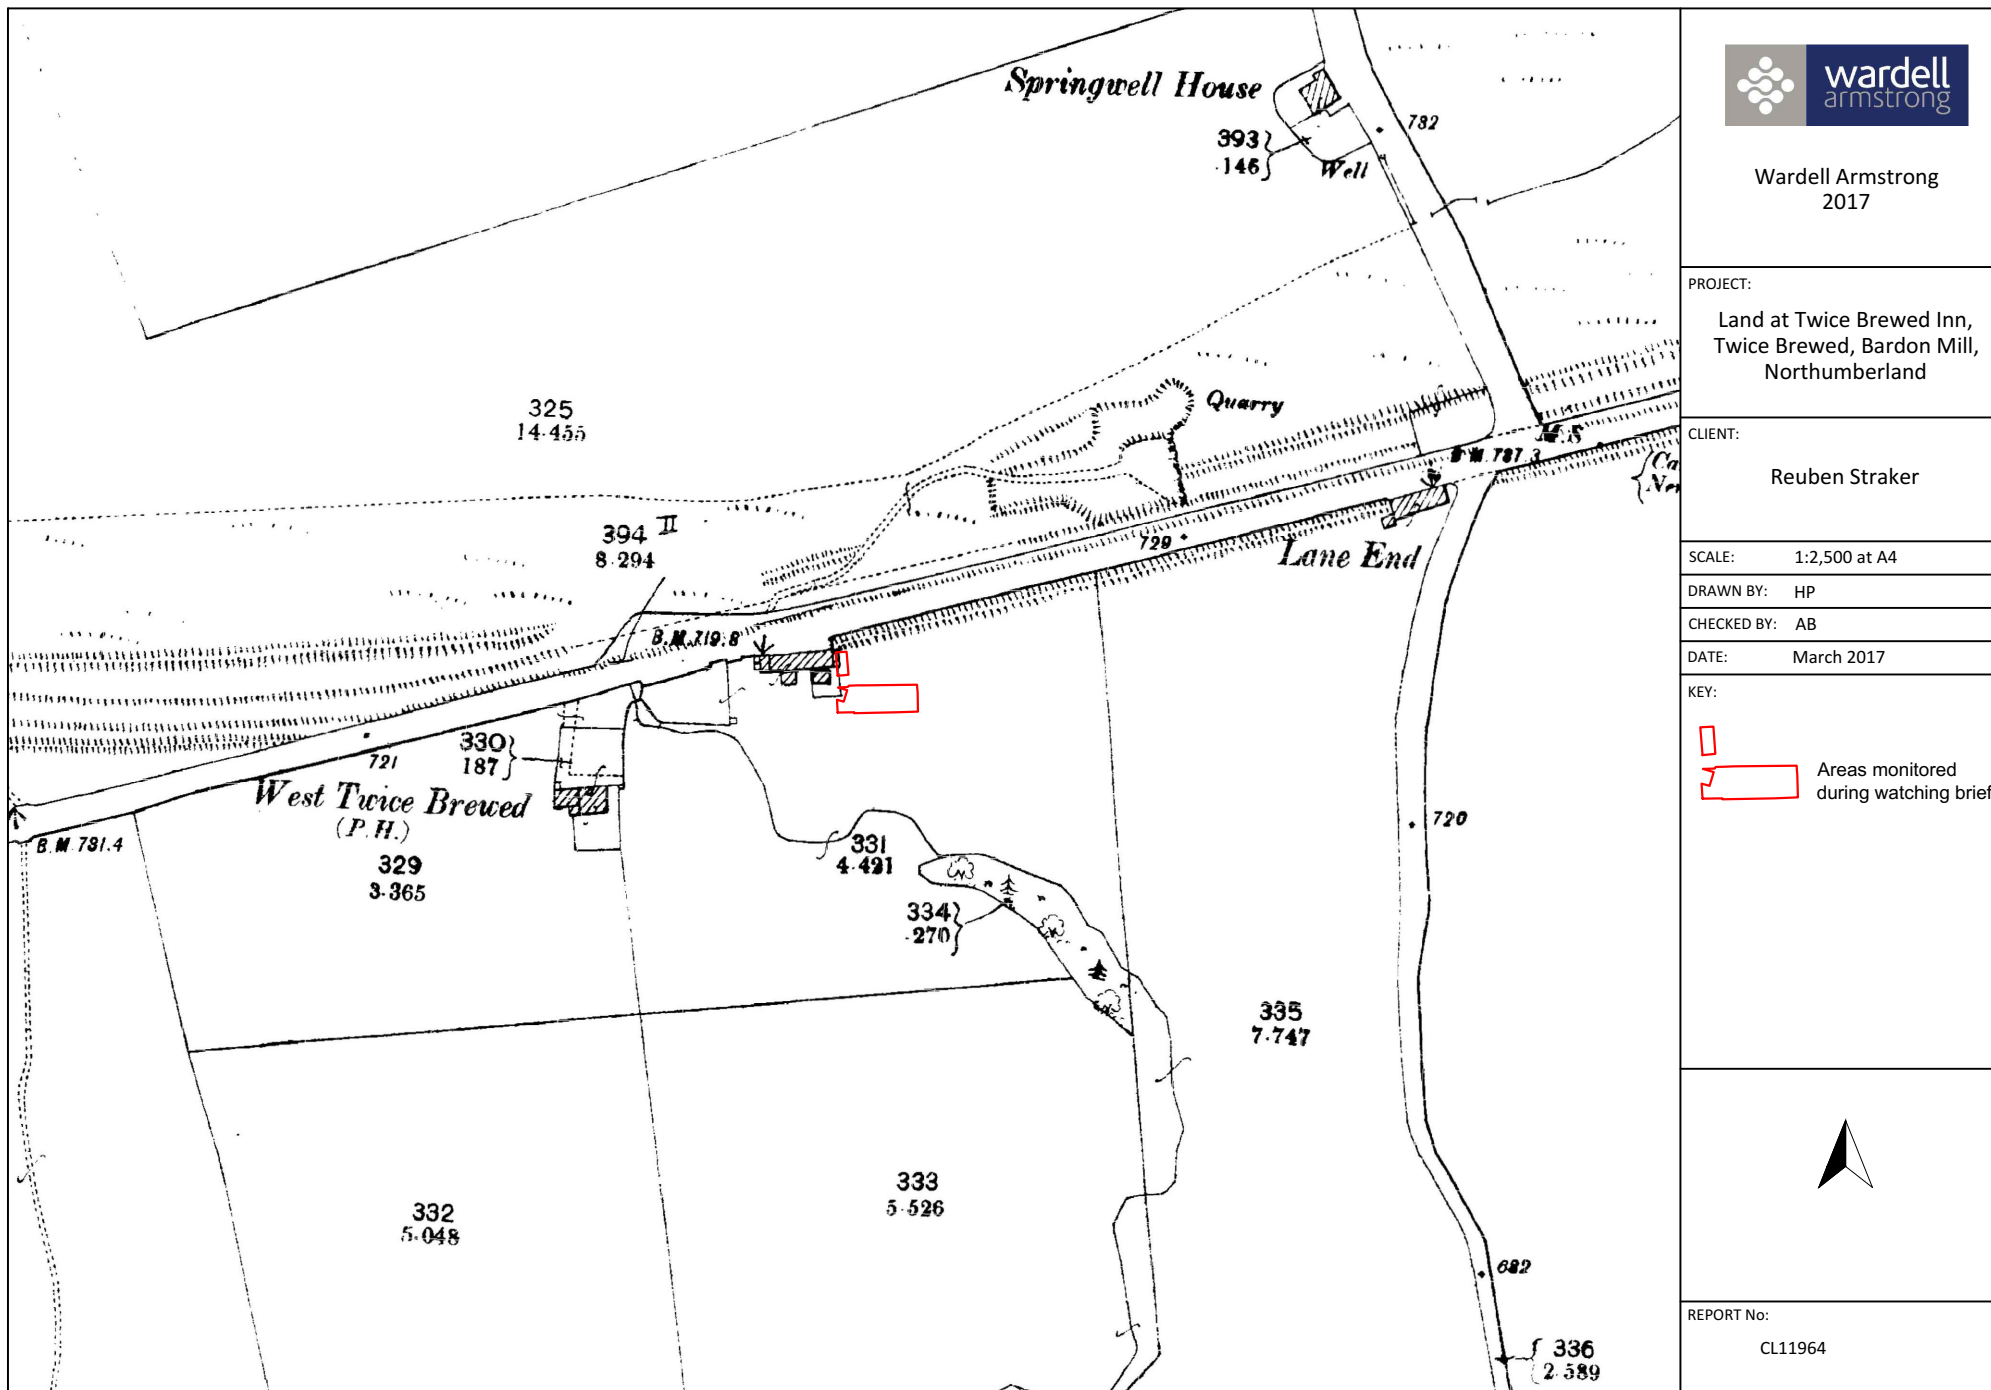 Springwell House
393
.146
Well
732
325
14.455
Quarry
M.S
B.M. 737.3
394 II
8.294
729
Lane End
B.M. 719.8
330
187
721
West Twice Brewed
(P.H.)
B.M. 731.4
329
3.365
331
4.491
720
334
.270
335
7.747
333
5.526
332
5.048
682
336
2.589
wardell
armstrong
Wardell Armstrong
2017
PROJECT:
Land at Twice Brewed Inn,
Twice Brewed, Bardon Mill,
Northumberland
CLIENT:
Reuben Straker
SCALE: 1:2,500 at A4
DRAWN BY: HP
CHECKED BY: AB
DATE: March 2017
KEY:
Areas monitored
during watching brief
REPORT No:
CL11964